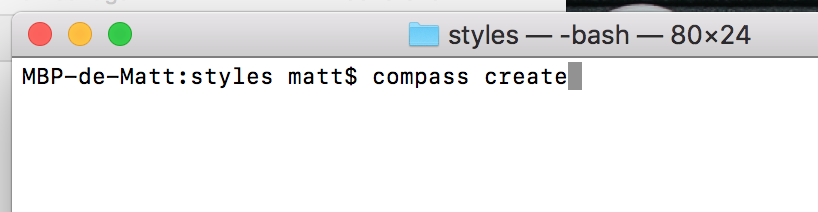 styles — -bash — 80×24
MBP-de-Matt:styles matt$ compass create